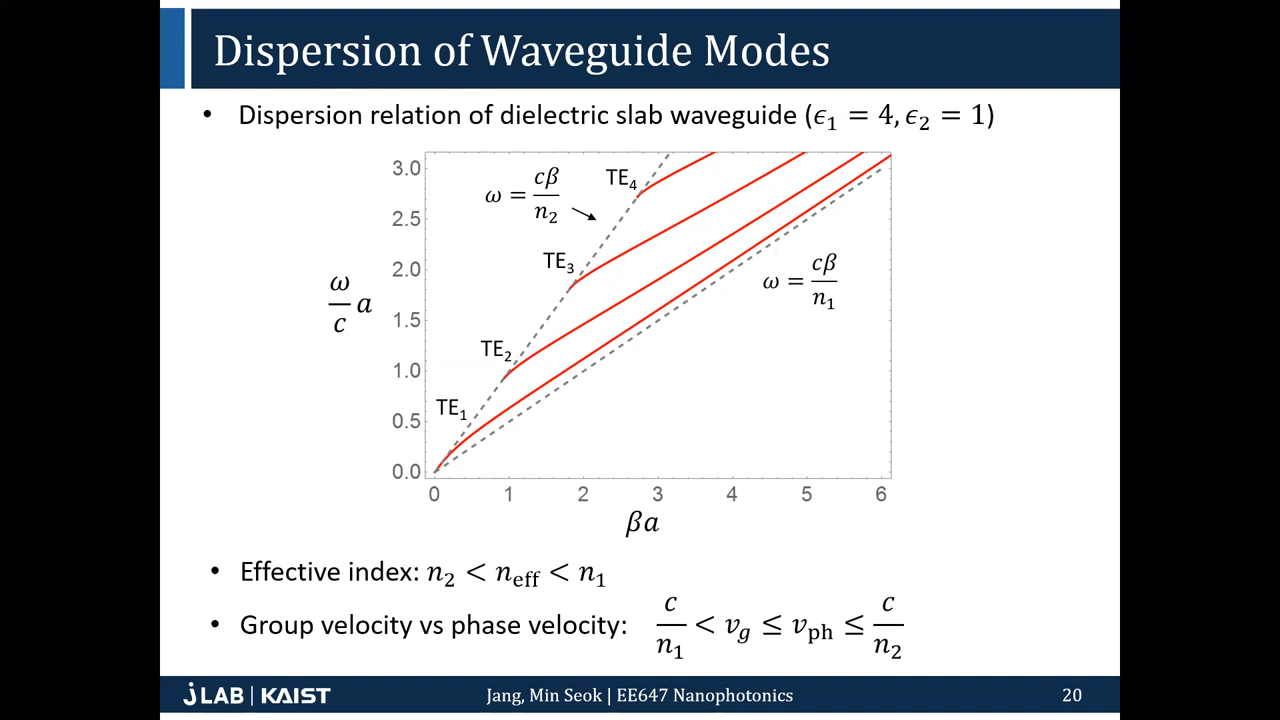 Dispersion of Waveguide Modes
• Dispersion relation of dielectric slab waveguide (ϵ₁ = 4, ϵ₂ = 1)
3.0
2.5
2.0
1.5
1.0
0.5
0.0
ω/c a
ω = cβ/n₂
TE₄
TE₃
TE₂
TE₁
ω = cβ/n₁
0 1 2 3 4 5 6
βa
• Effective index: n₂ < n_eff < n₁
• Group velocity vs phase velocity: c/n₁ < v_g ≤ v_ph ≤ c/n₂
jLAB | KAIST
Jang, Min Seok | EE647 Nanophotonics
20